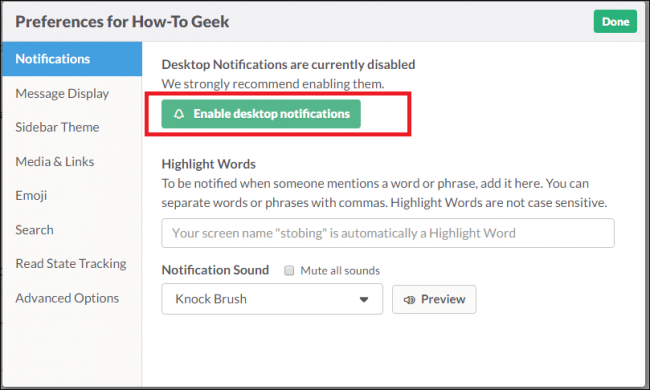 Preferences for How-To Geek
Done
Notifications
Message Display
Sidebar Theme
Media & Links
Emoji
Search
Read State Tracking
Advanced Options
Desktop Notifications are currently disabled
We strongly recommend enabling them.
Enable desktop notifications
Highlight Words
To be notified when someone mentions a word or phrase, add it here. You can
separate words or phrases with commas. Highlight Words are not case sensitive.
Your screen name "stobing" is automatically a Highlight Word
Notification Sound Mute all sounds
Knock Brush Preview